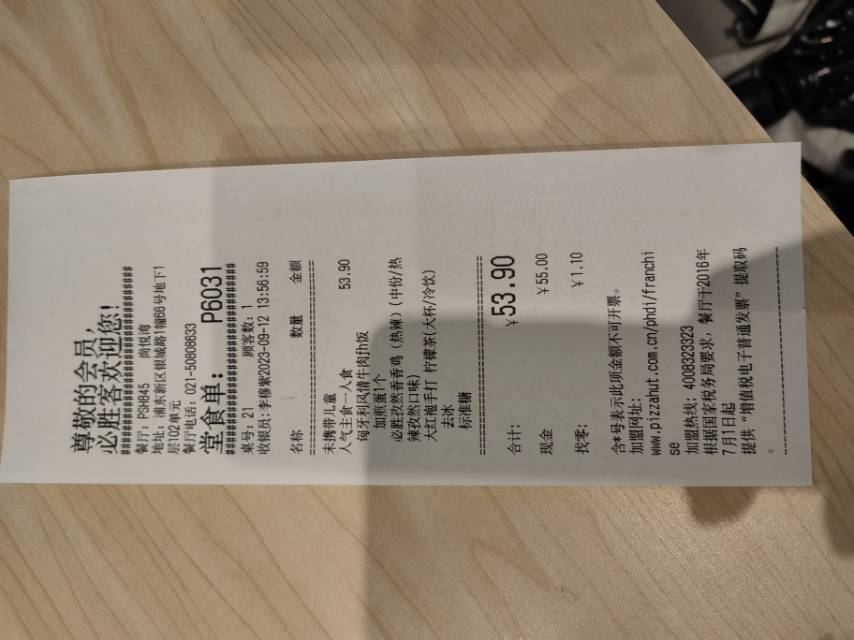 尊敬的会员，
必胜客欢迎您！
##################################
餐厅：PSH845 尚悦湾
地址：浦东新区银城路1幢66号地下1
层102单元
餐厅电话：021-50808633
堂食单： P6031
##################################
桌号：21 顾客数：1
收银员:李移紫2023-09-12 13:56:59
名称 数量 金额
==================================
未携带儿童
人气主食一人食 53.90
匈牙利风情牛肉fh饭
加煎蛋1个
必胜孜然香香鸡（热辣）（中份/热
辣孜然口味）
大红袍手打 柠檬茶(大杯/冷饮)
去冰
标准糖
==================================
合计： ¥53.90
现金 ¥55.00
找零： ¥1.10
含*号表示此项金额不可开票。
加盟网址：
www.pizzahut.com.cn/phdi/franchi
se
加盟热线：4008323323
根据国家税务局要求，餐厅于2016年
7月1日起
提供“增值税电子普通发票”提取码
。
----------------------------------